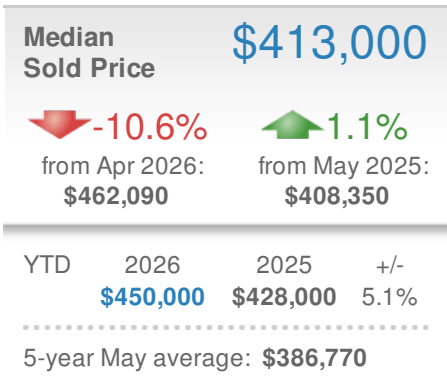 Median
Sold Price
$413,000
-10.6%
1.1%
from Apr 2026:
from May 2025:
$462,090
$408,350
YTD 2026 2025 +/-
$450,000 $428,000 5.1%
5-year May average: $386,770